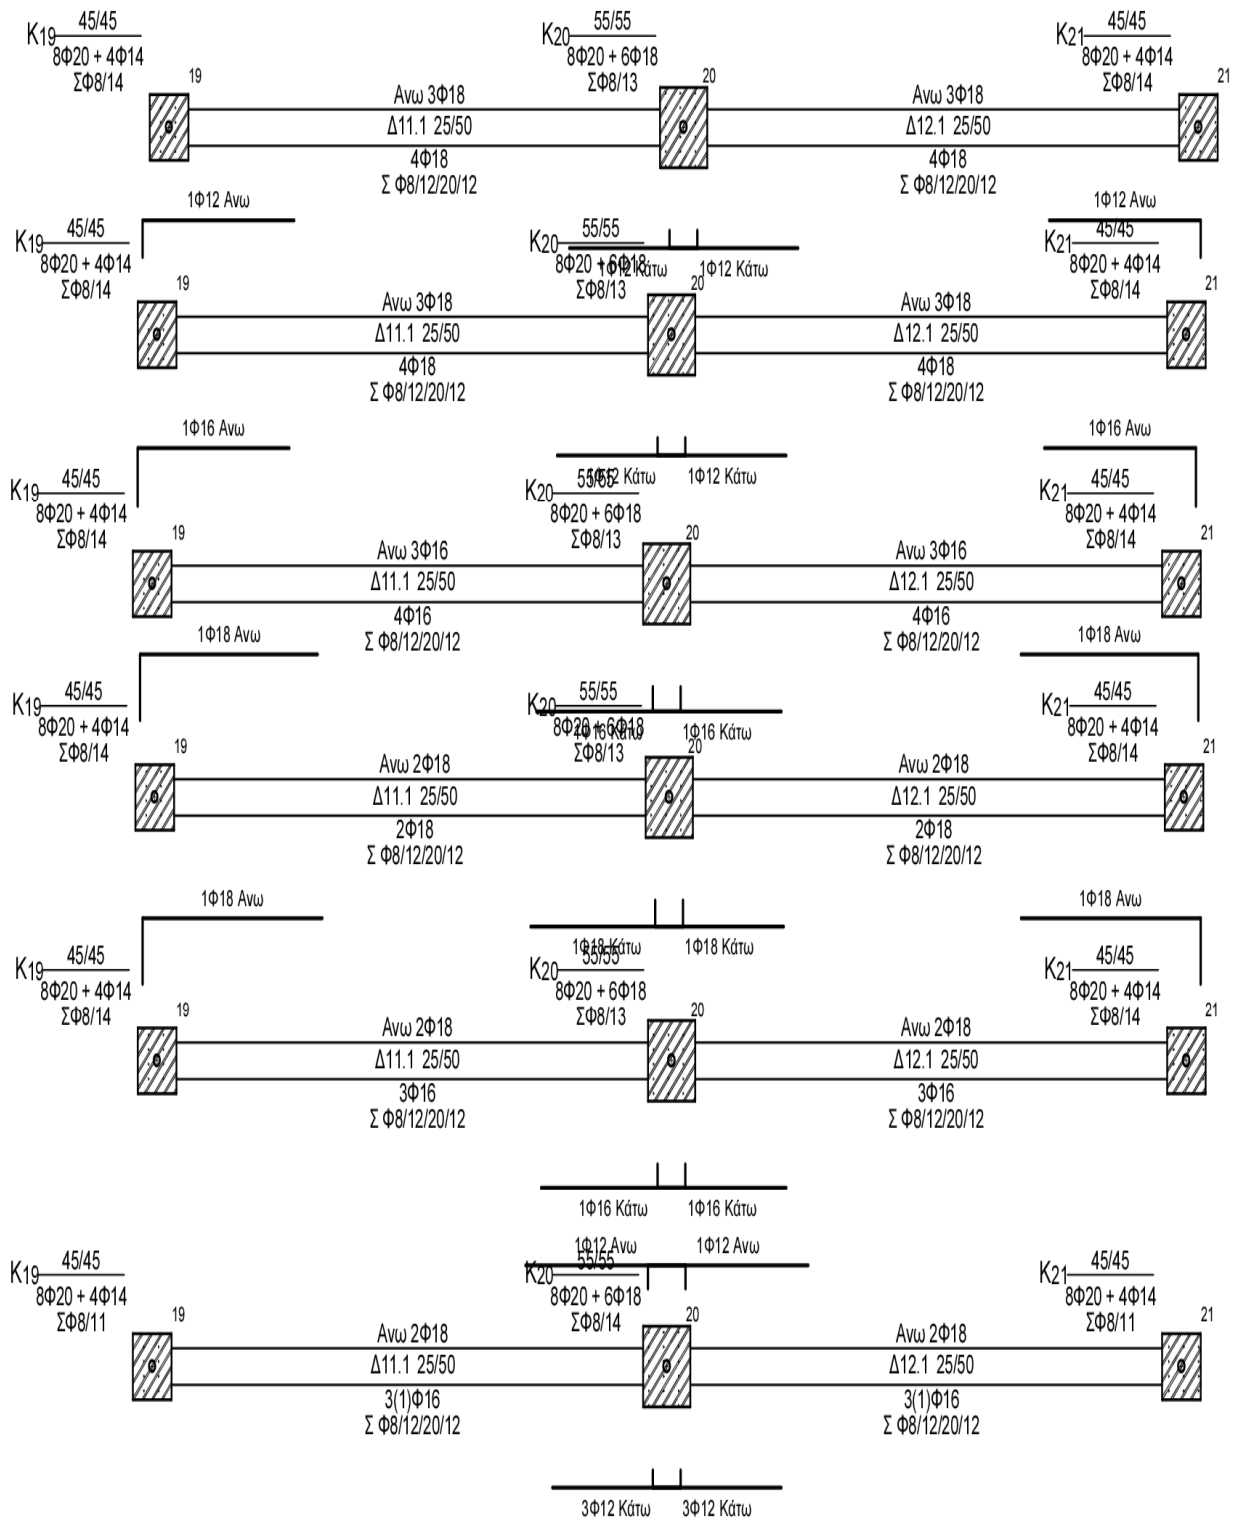 K19 45/45
8Φ20 + 4Φ14
ΣΦ8/14
19
K20 55/55
8Φ20 + 6Φ18
ΣΦ8/13
20
K21 45/45
8Φ20 + 4Φ14
ΣΦ8/14
21
Ανω 3Φ18
Δ11.1 25/50
4Φ18
Σ Φ8/12/20/12
Ανω 3Φ18
Δ12.1 25/50
4Φ18
Σ Φ8/12/20/12
1Φ12 Ανω
1Φ12 Κάτω
1Φ12 Κάτω
1Φ12 Ανω
K19 45/45
8Φ20 + 4Φ14
ΣΦ8/14
19
K20 55/55
8Φ20 + 6Φ18
ΣΦ8/13
20
K21 45/45
8Φ20 + 4Φ14
ΣΦ8/14
21
Ανω 3Φ18
Δ11.1 25/50
4Φ18
Σ Φ8/12/20/12
Ανω 3Φ18
Δ12.1 25/50
4Φ18
Σ Φ8/12/20/12
1Φ16 Ανω
1Φ12 Κάτω
1Φ12 Κάτω
1Φ16 Ανω
K19 45/45
8Φ20 + 4Φ14
ΣΦ8/14
19
K20 55/55
8Φ20 + 6Φ18
ΣΦ8/13
20
K21 45/45
8Φ20 + 4Φ14
ΣΦ8/14
21
Ανω 3Φ16
Δ11.1 25/50
4Φ16
Σ Φ8/12/20/12
Ανω 3Φ16
Δ12.1 25/50
4Φ16
Σ Φ8/12/20/12
1Φ18 Ανω
1Φ16 Κάτω
1Φ16 Κάτω
1Φ18 Ανω
K19 45/45
8Φ20 + 4Φ14
ΣΦ8/14
19
K20 55/55
8Φ20 + 6Φ18
ΣΦ8/13
20
K21 45/45
8Φ20 + 4Φ14
ΣΦ8/14
21
Ανω 2Φ18
Δ11.1 25/50
2Φ18
Σ Φ8/12/20/12
Ανω 2Φ18
Δ12.1 25/50
2Φ18
Σ Φ8/12/20/12
1Φ18 Ανω
1Φ18 Κάτω
1Φ18 Κάτω
1Φ18 Ανω
K19 45/45
8Φ20 + 4Φ14
ΣΦ8/14
19
K20 55/55
8Φ20 + 6Φ18
ΣΦ8/13
20
K21 45/45
8Φ20 + 4Φ14
ΣΦ8/14
21
Ανω 2Φ18
Δ11.1 25/50
3Φ16
Σ Φ8/12/20/12
Ανω 2Φ18
Δ12.1 25/50
3Φ16
Σ Φ8/12/20/12
1Φ16 Κάτω
1Φ16 Κάτω
1Φ12 Ανω
1Φ12 Ανω
K19 45/45
8Φ20 + 4Φ14
ΣΦ8/11
19
K20 55/55
8Φ20 + 6Φ18
ΣΦ8/14
20
K21 45/45
8Φ20 + 4Φ14
ΣΦ8/11
21
Ανω 2Φ18
Δ11.1 25/50
3(1)Φ16
Σ Φ8/12/20/12
Ανω 2Φ18
Δ12.1 25/50
3(1)Φ16
Σ Φ8/12/20/12
3Φ12 Κάτω
3Φ12 Κάτω